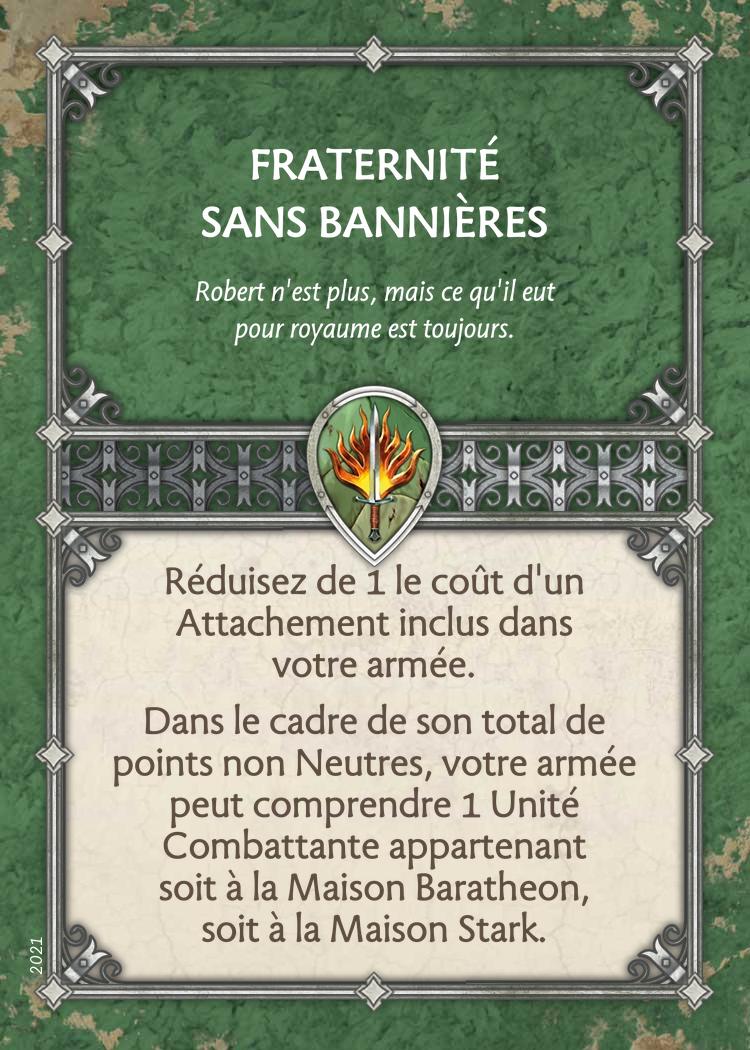 FRATERNITÉ
SANS BANNIÈRES
Robert n'est plus, mais ce qu'il eut
pour royaume est toujours.
Réduisez de 1 le coût d'un
Attachement inclus dans
votre armée.
Dans le cadre de son total de
points non Neutres, votre armée
peut comprendre 1 Unité
Combattante appartenant
soit à la Maison Baratheon,
soit à la Maison Stark.
2021